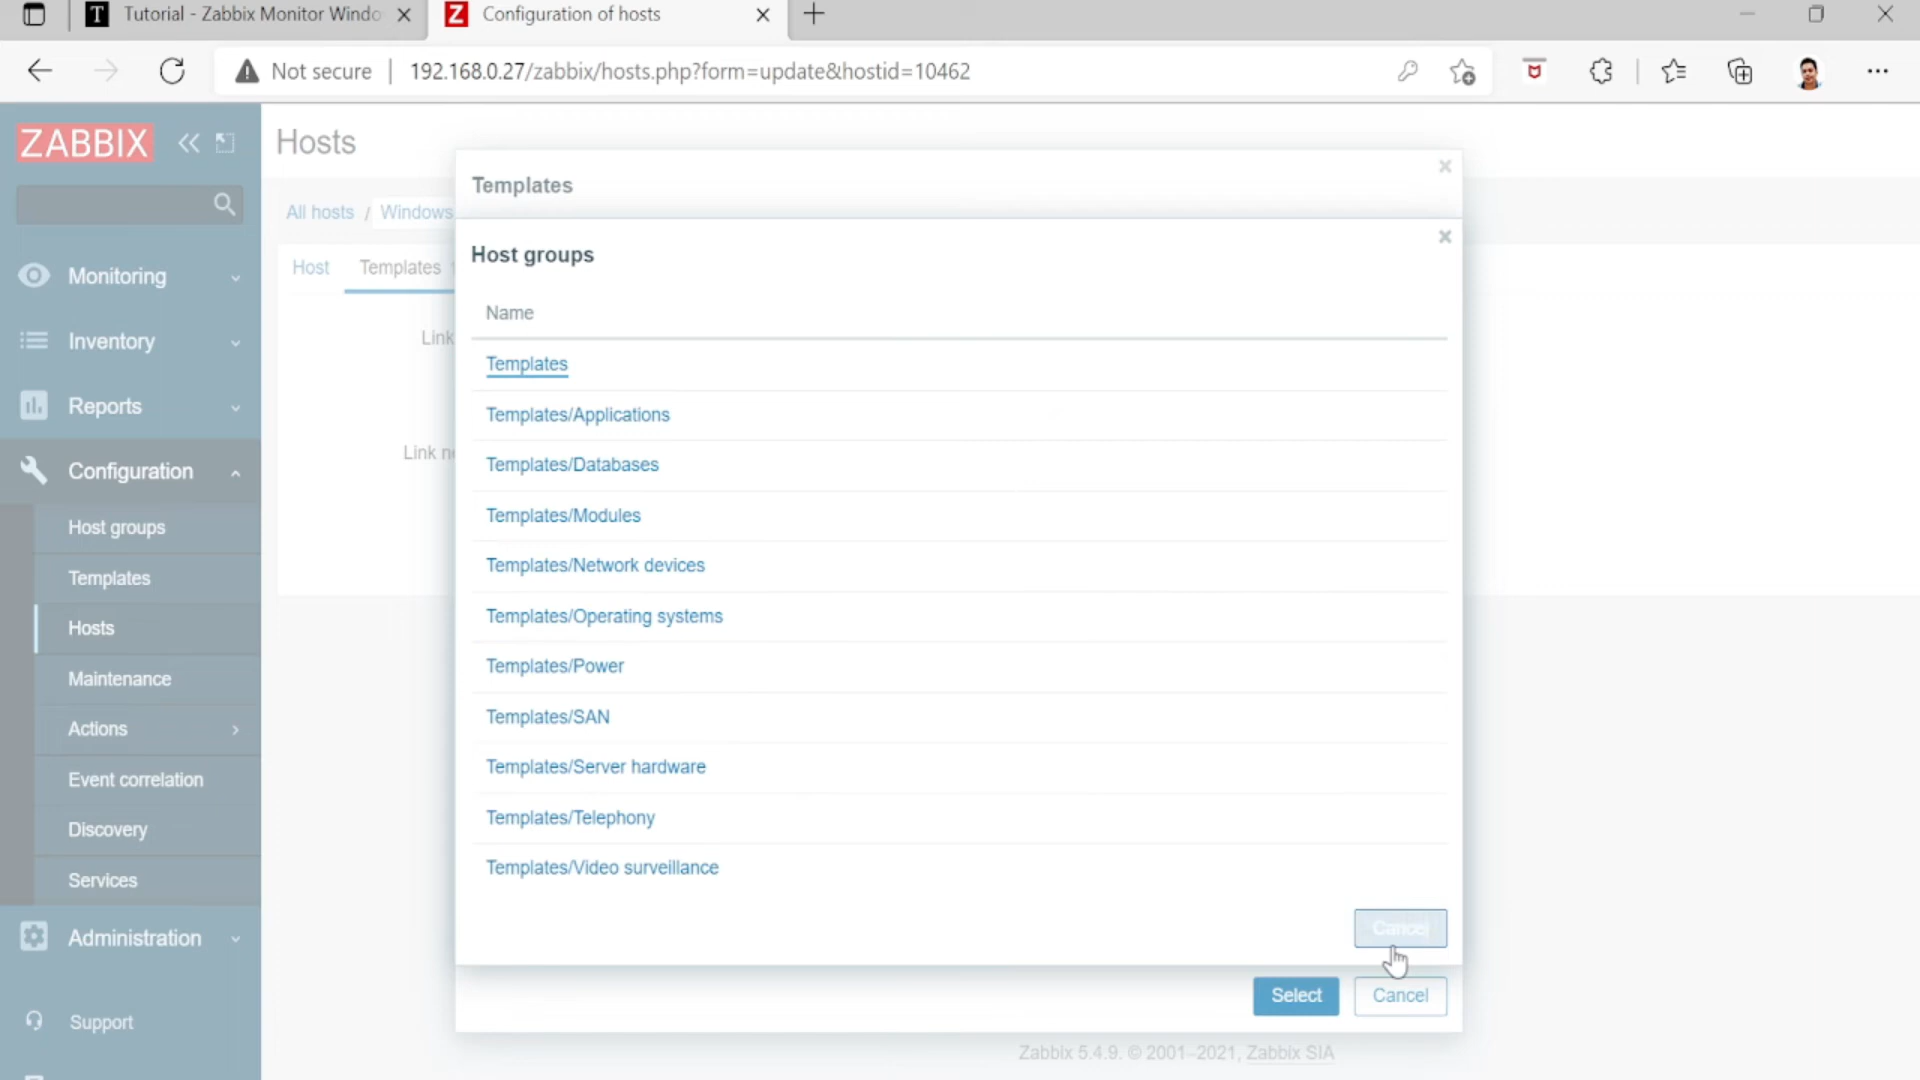 Tutorial - Zabbix Monitor Windo
Configuration of hosts
Not secure
192.168.0.27/zabbix/hosts.php?form=update&hostid=10462
ZABBIX
Hosts
Templates
All hosts / Windows
Host groups
Host Templates
Name
Monitoring
Link
Inventory
Templates
Reports
Templates/Applications
Link
Configuration
Templates/Databases
Host groups
Templates/Modules
Templates
Templates/Network devices
Hosts
Templates/Operating systems
Maintenance
Templates/Power
Actions
Templates/SAN
Event correlation
Templates/Server hardware
Discovery
Templates/Telephony
Services
Templates/Video surveillance
Administration
Cancel
Select
Cancel
Support
Zabbix 5.4.9. © 2001–2021, Zabbix SIA